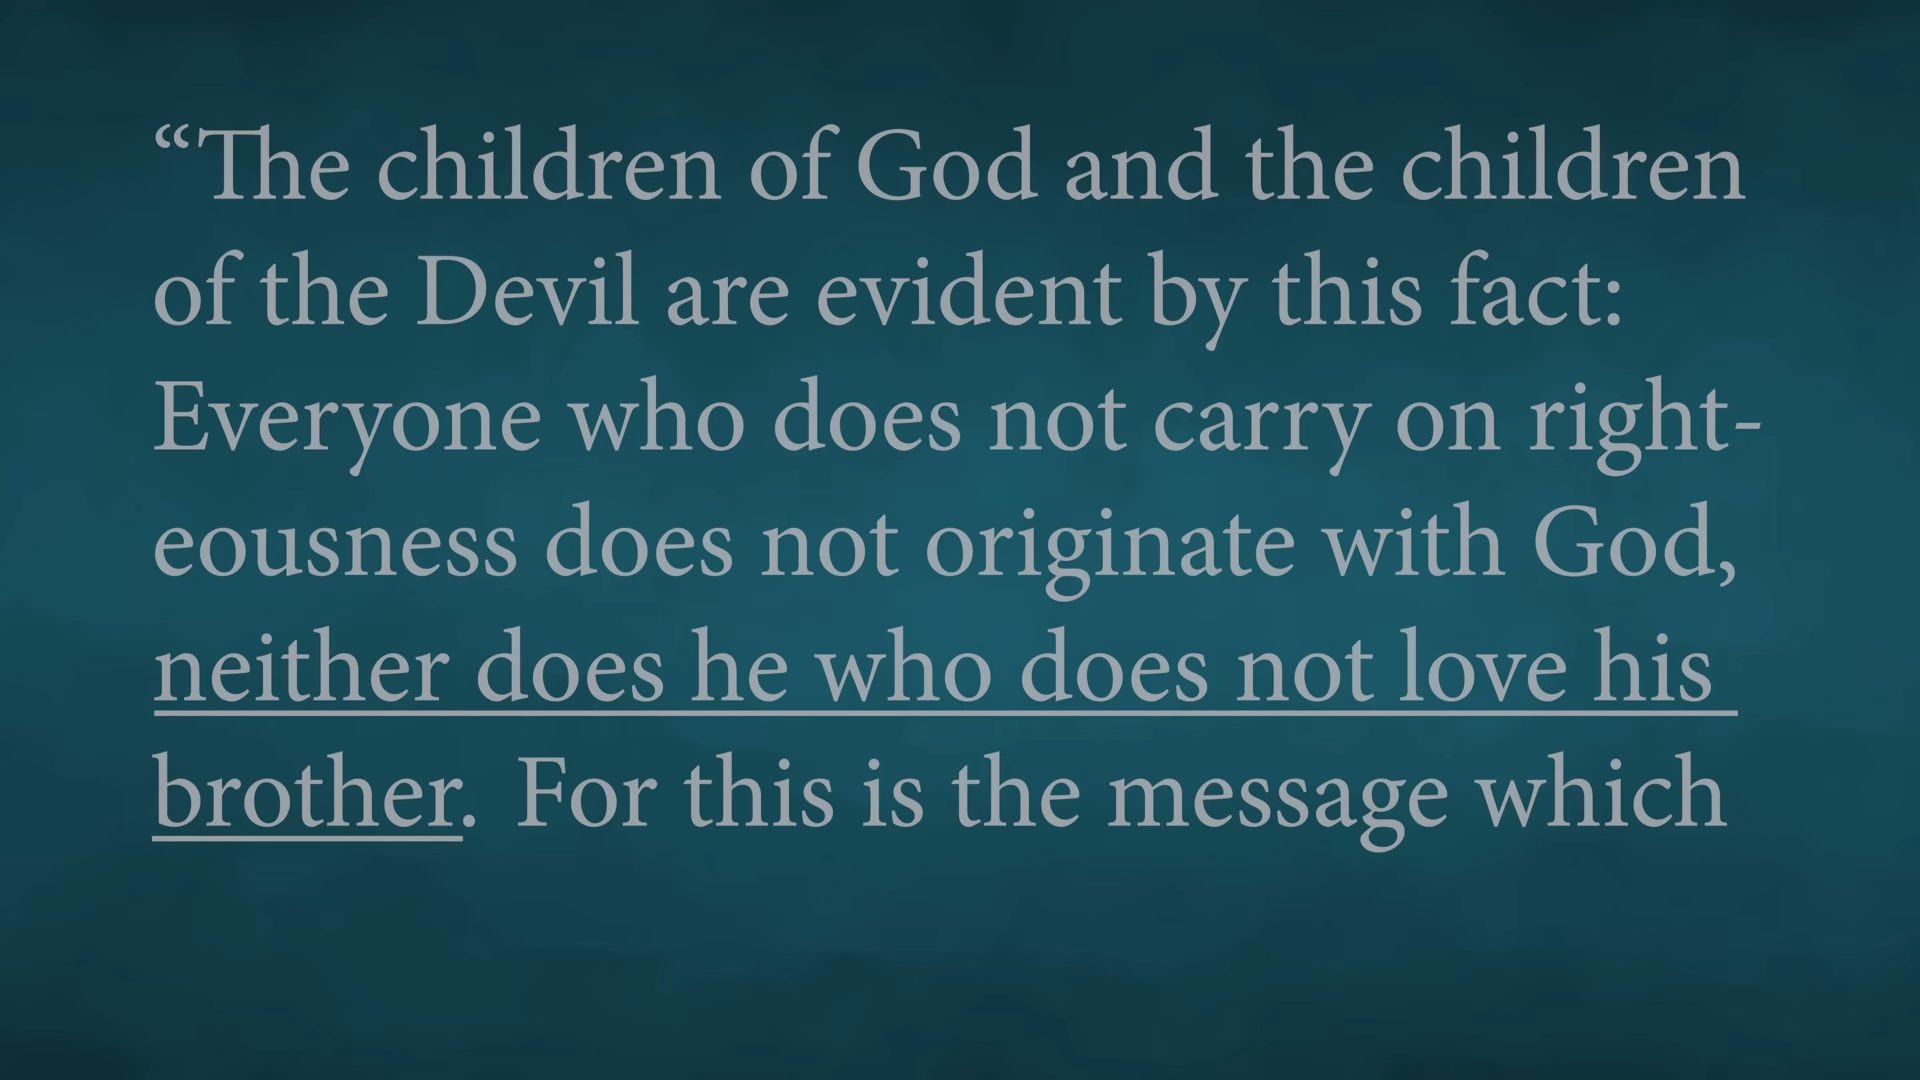 “The children of God and the children
of the Devil are evident by this fact:
Everyone who does not carry on right-
eousness does not originate with God,
neither does he who does not love his
brother. For this is the message which